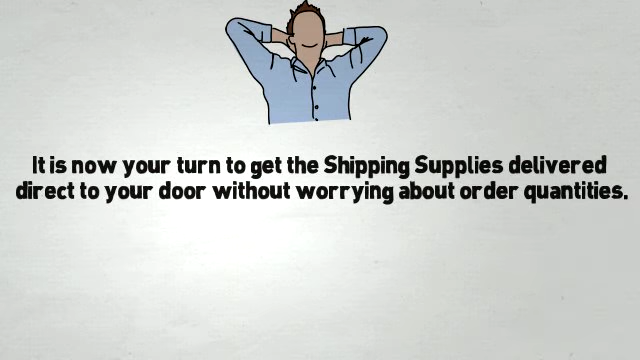 It is now your turn to get the Shipping Supplies delivered
direct to your door without worrying about order quantities.